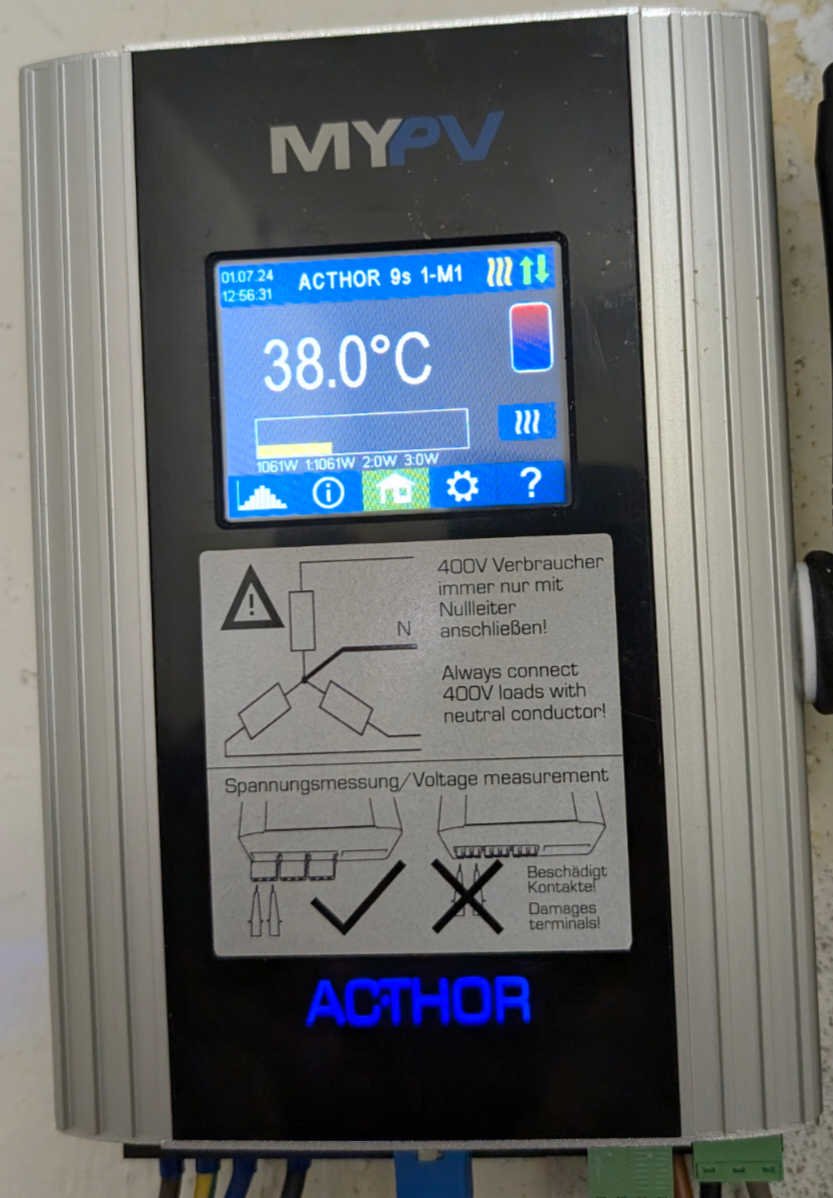 MYPV
01.07.24
12:56:31
ACTHOR 9s 1-M1
38.0°C
1061W 1:1061W 2:0W 3:0W
i
?
!
400V Verbraucher
immer nur mit
Nullleiter
anschließen!
N
Always connect
400V loads with
neutral conductor!
Spannungsmessung/Voltage measurement
Beschädigt
Kontakte!
Damages
terminals!
AC•THOR